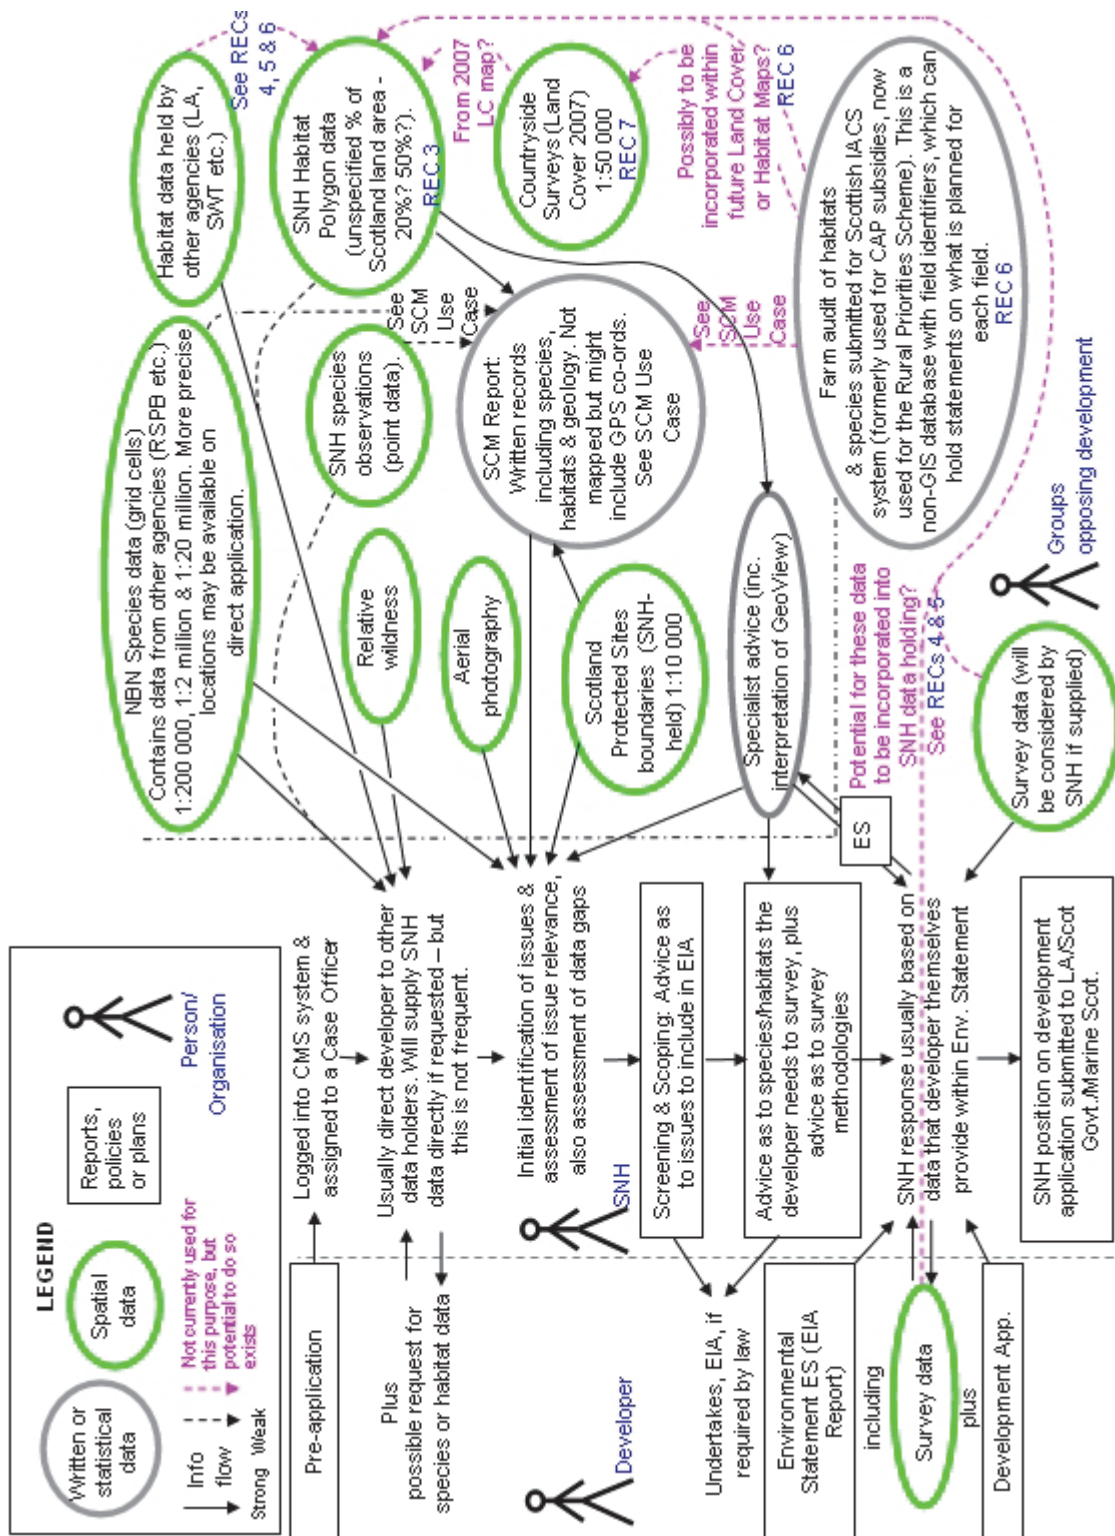 LEGEND
Written or
statistical
data
Spatial
data
Reports,
policies
or plans
Person/
Organisation
Info
flow
Strong Weak
Not currently used for
this purpose, but
potential to do so
exists
Pre-application
Plus
possible request for
species or habitat data
Developer
Undertakes, EIA, if
required by law
Environmental
Statement ES (EIA
Report)
including
Survey data
plus
Development App.
Logged into CMS system &
assigned to a Case Officer
Usually direct developer to other
data holders. Will supply SNH
data directly if requested – but
this is not frequent.
Initial identification of issues &
assessment of issue relevance,
also assessment of data gaps
SNH
Screening & Scoping: Advice as
to issues to include in EIA
Advice as to species/habitats the
developer needs to survey, plus
advice as to survey
methodologies
SNH response usually based on
data that developer themselves
provide within Env. Statement
SNH position on development
application submitted to LA/Scot
Govt./Marine Scot.
ES
NBN Species data (grid cells)
Contains data from other agencies (RSPB etc.)
1:200 000, 1:2 million & 1:20 million. More precise
locations may be available on
direct application.
Habitat data held by
other agencies (LA,
SWT etc.)
See RECs
4, 5 & 6
SNH Habitat
Polygon data
(unspecified % of
Scotland land area -
20%? 50%?).
REC 3
From 2007
LC map?
Countryside
Surveys (Land
Cover 2007)
1:50 000
REC 7
Possibly to be
incorporated within
future Land Cover
or Habitat Maps?
REC 6
Relative
wildness
SNH species
observations
(point data).
See
SCM
Use
Case
Aerial
photography
SCM Report:
Written records
including species,
habitats & geology. Not
mapped but might
include GPS co-ords.
See SCM Use
Case
See
SCM
Use
Case
Scotland
Protected Sites
boundaries (SNH-
held) 1:10 000
Specialist advice (inc.
interpretation of GeoView)
Farm audit of habitats
& species submitted for Scottish IACS
system (formerly used for CAP subsidies, now
used for the Rural Priorities Scheme). This is a
non-GIS database with field identifiers, which can
hold statements on what is planned for
each field.
REC 6
Potential for these data
to be incorporated into
SNH data holding?
See RECs 4 & 5
Survey data (will
be considered by
SNH if supplied)
Groups
opposing development